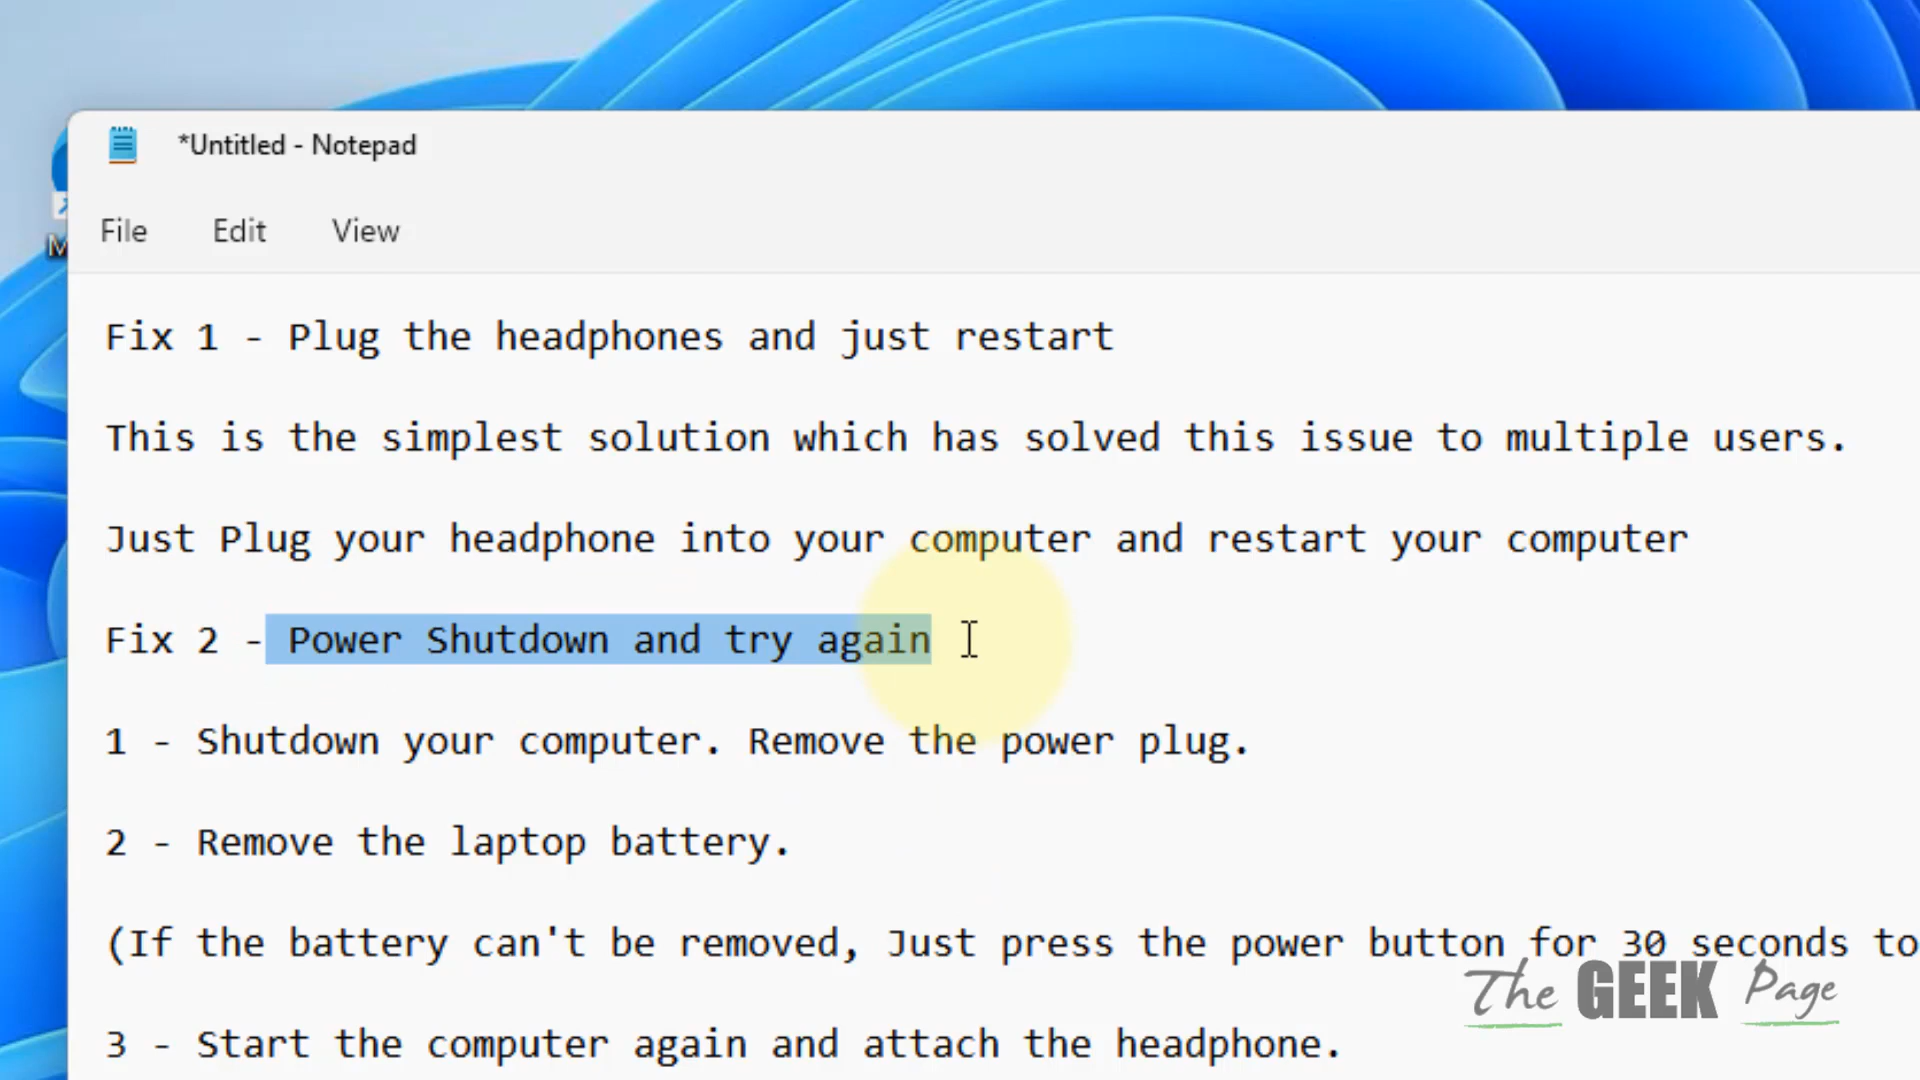 *Untitled - Notepad
M
File Edit View
Fix 1 - Plug the headphones and just restart
This is the simplest solution which has solved this issue to multiple users.
Just Plug your headphone into your computer and restart your computer
Fix 2 - Power Shutdown and try again
1 - Shutdown your computer. Remove the power plug.
2 - Remove the laptop battery.
(If the battery can't be removed, Just press the power button for 30 seconds to
The GEEK Page
3 - Start the computer again and attach the headphone.